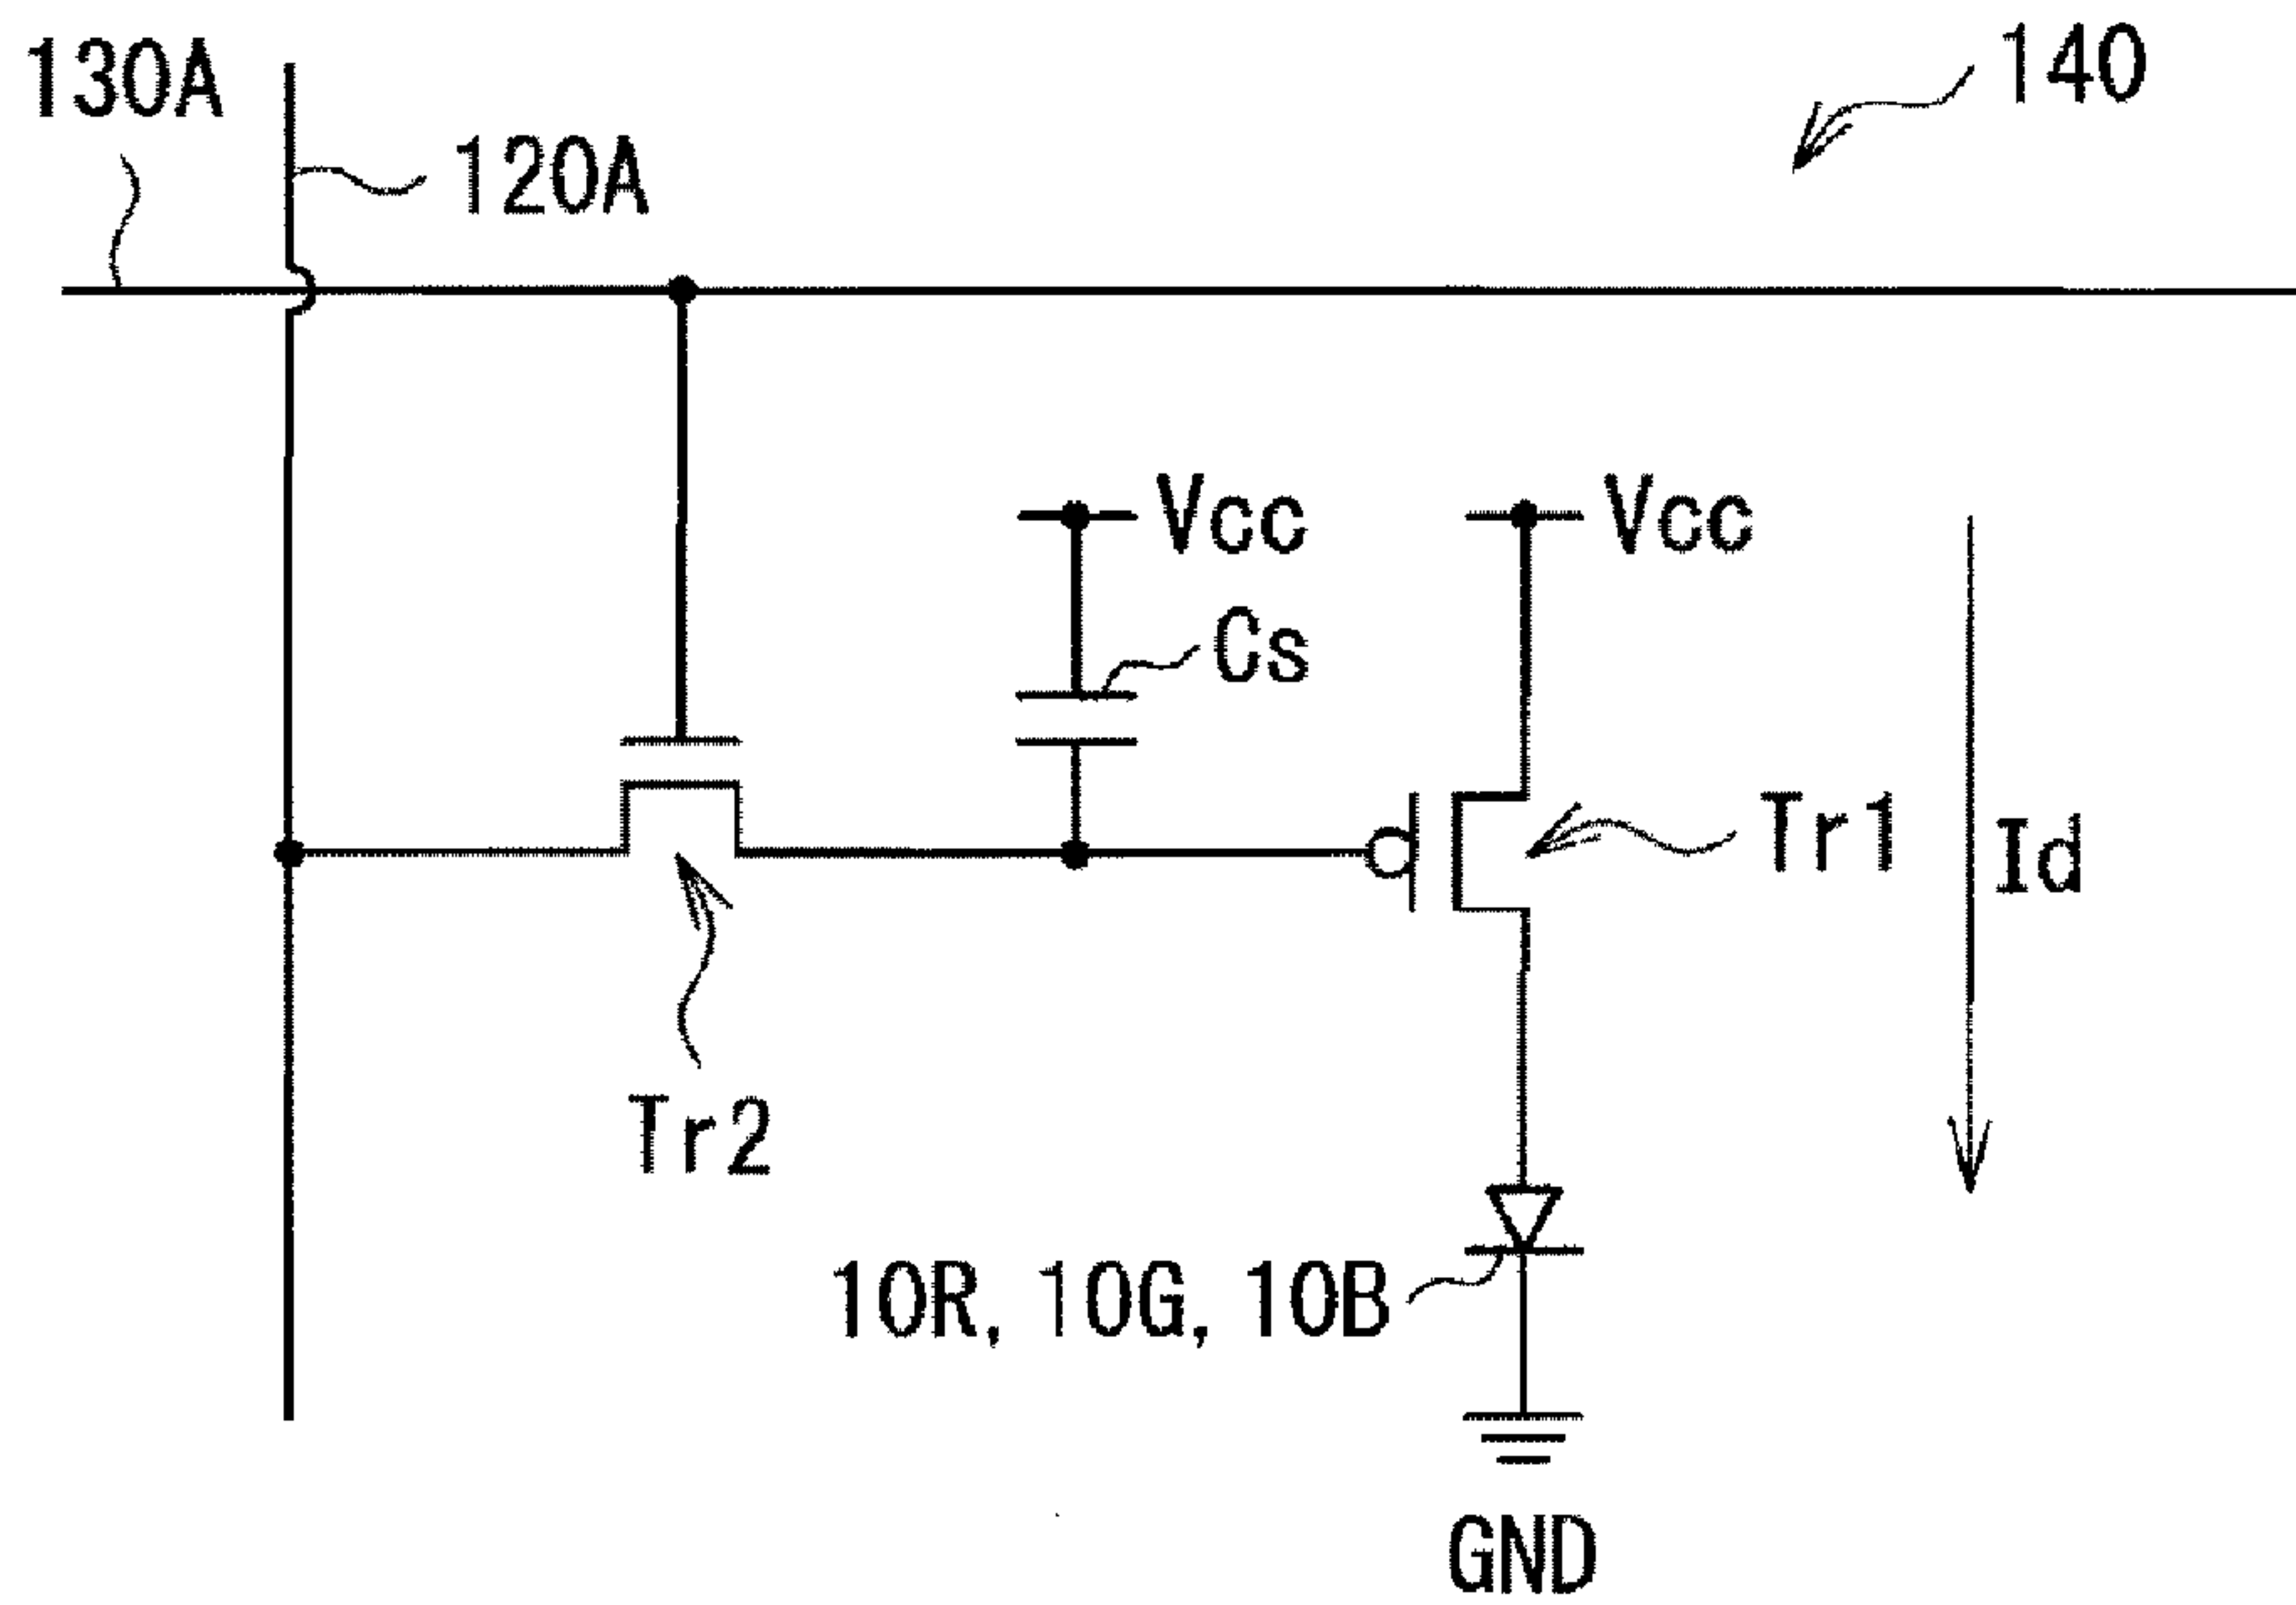 130A
140
120A
Vcc
Vcc
Cs
Tr1
Id
Tr2
10R, 10G, 10B
GND